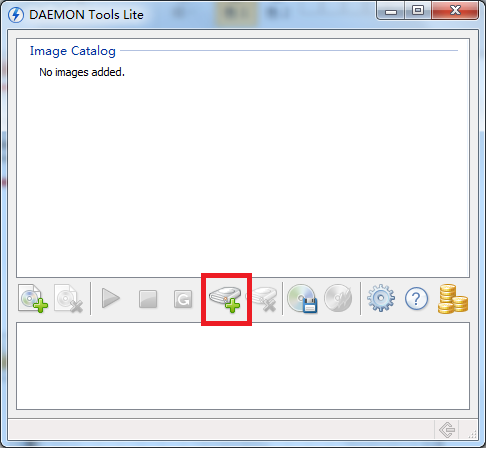 DAEMON Tools Lite
Image Catalog
No images added.